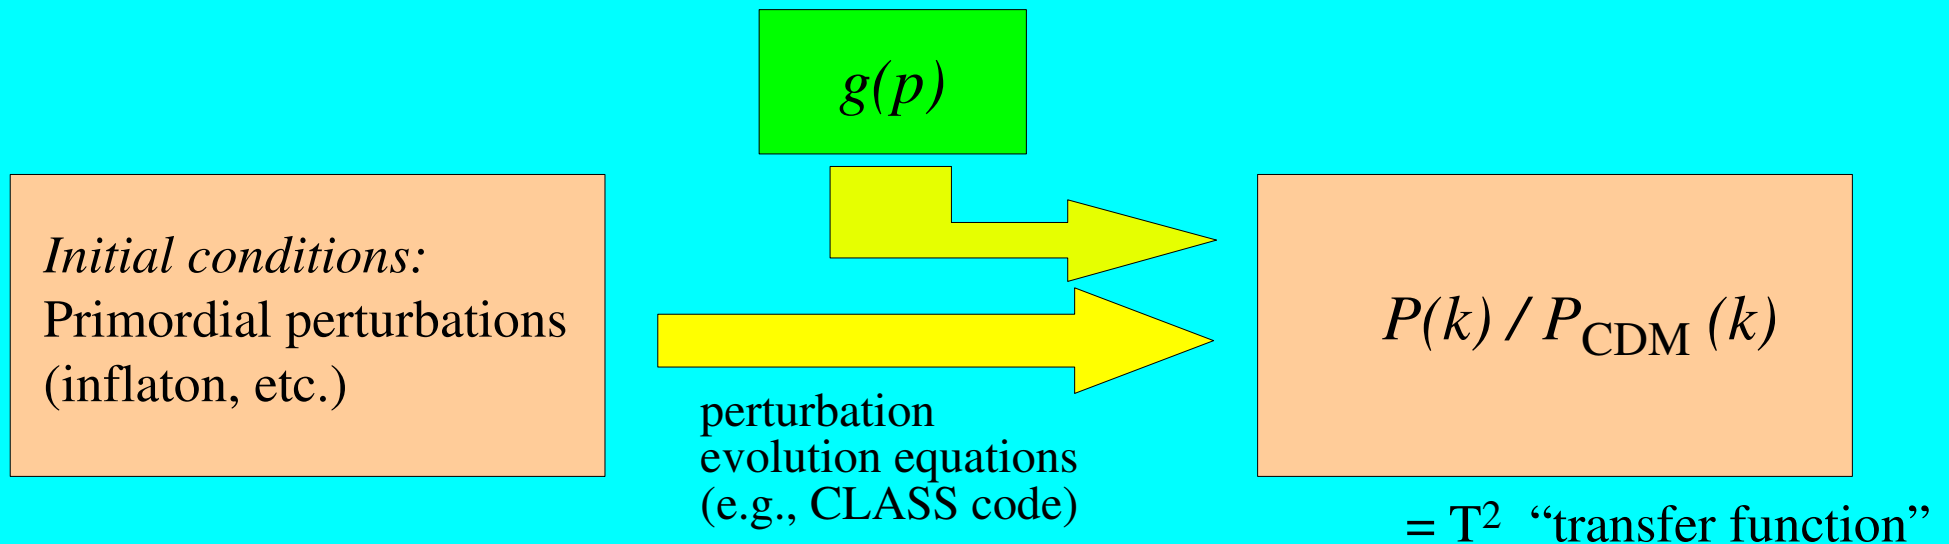 g(p)
Initial conditions:
Primordial perturbations
(inflaton, etc.)
perturbation
evolution equations
(e.g., CLASS code)
P(k) / P_CDM (k)
= T² “transfer function”